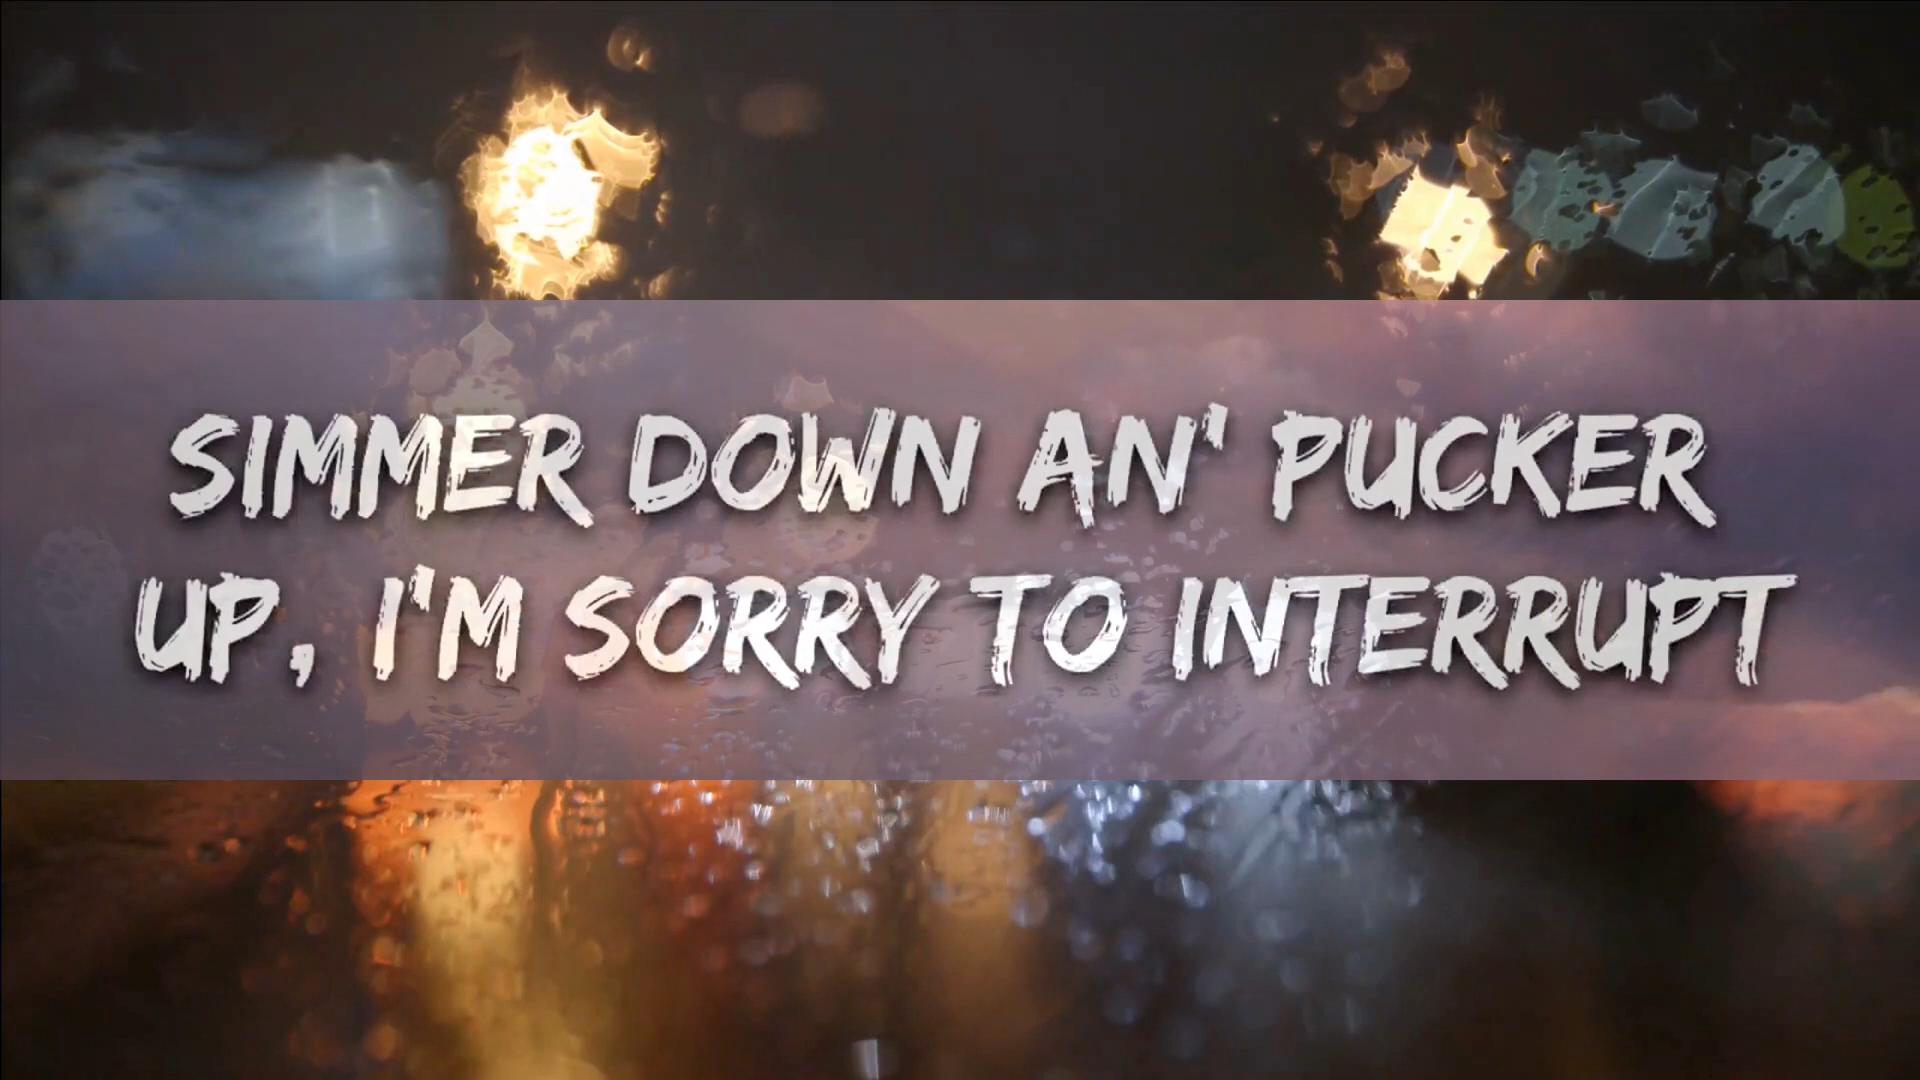 SIMMER DOWN AN' PUCKER
UP, I'M SORRY TO INTERRUPT